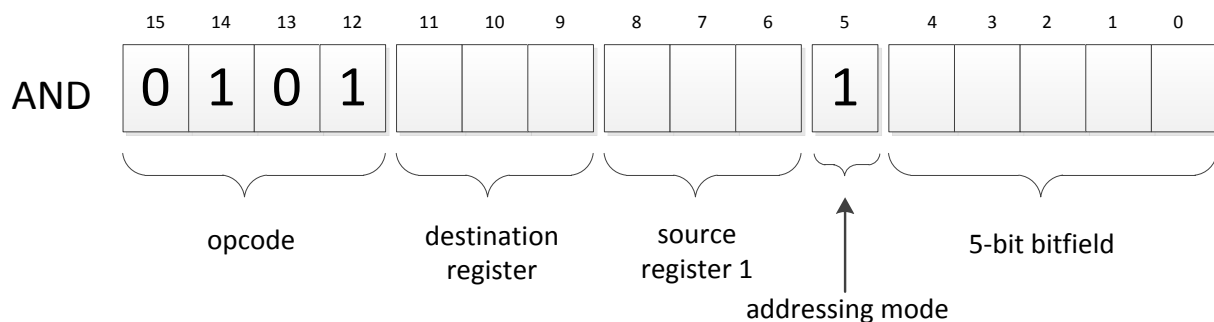 15 14 13 12 11 10 9 8 7 6 5 4 3 2 1 0
AND 0 1 0 1 1
opcode
destination
register
source
register 1
5-bit bitfield
addressing mode